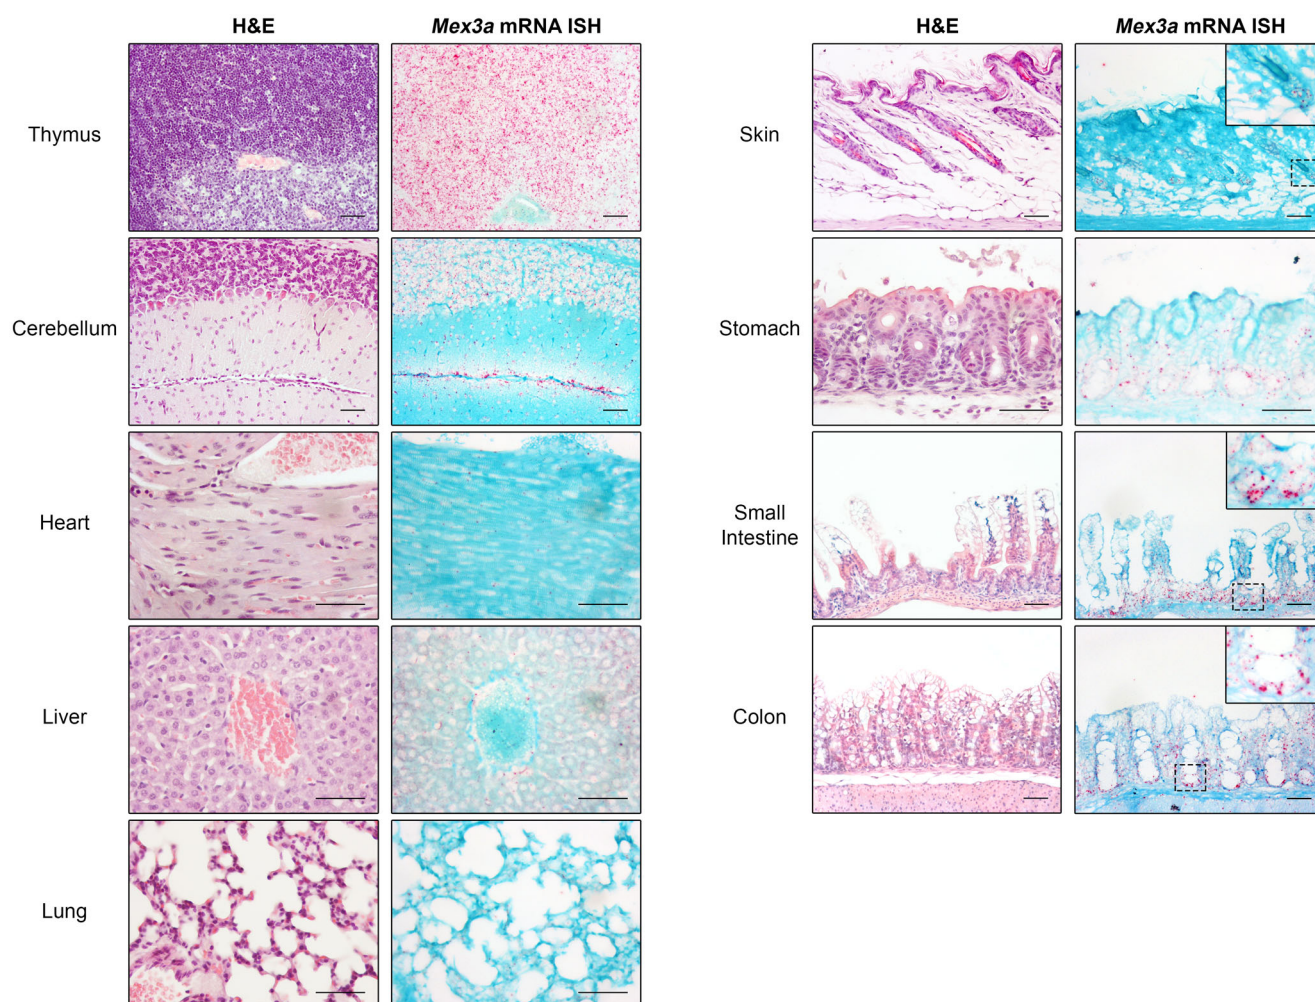 H&E
Mex3a mRNA ISH
Thymus
Cerebellum
Heart
Liver
Lung
H&E
Mex3a mRNA ISH
Skin
Stomach
Small
Intestine
Colon